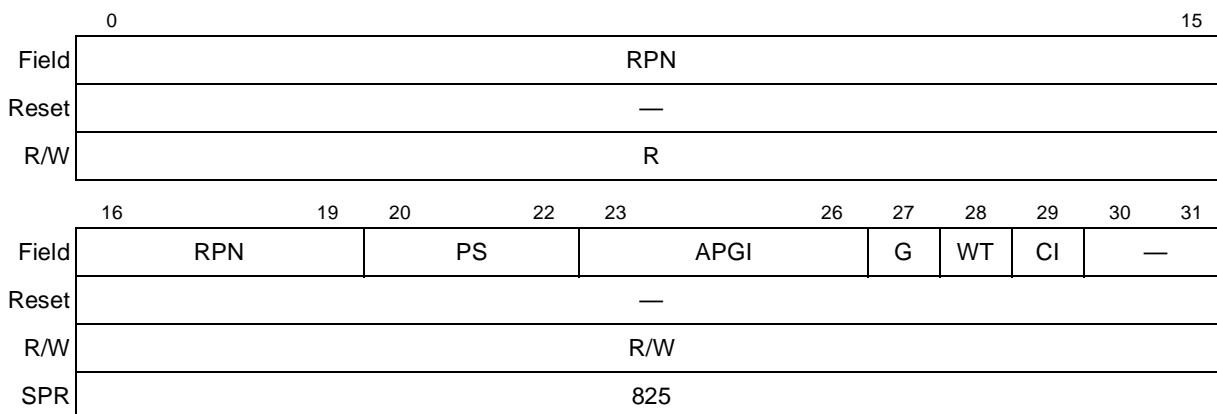 0 15
Field RPN
Reset —
R/W R
16 19 20 22 23 26 27 28 29 30 31
Field RPN PS APGI G WT CI —
Reset —
R/W R/W
SPR 825